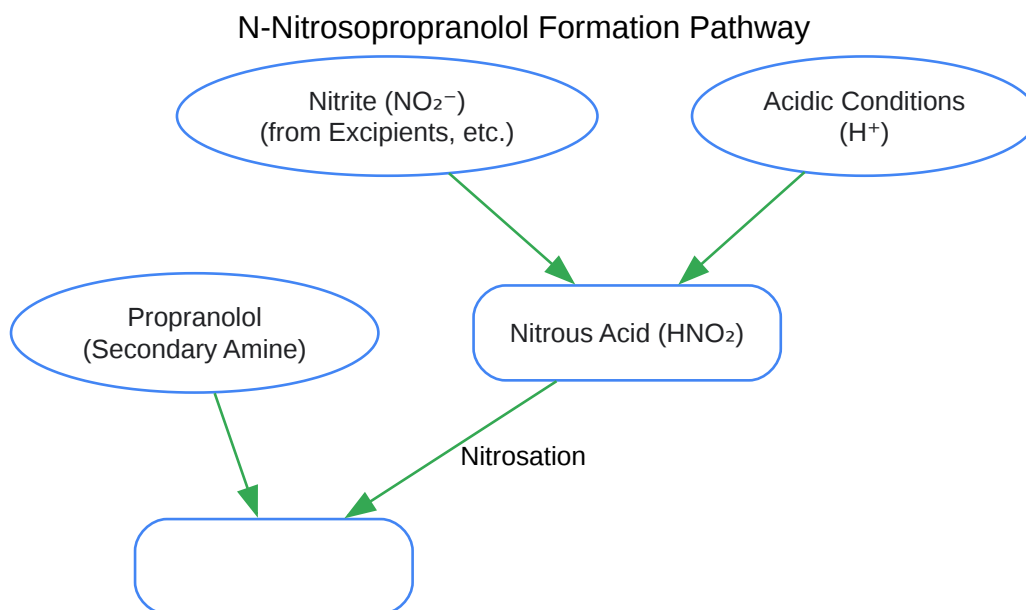 N-Nitrosopropranolol Formation Pathway
Nitrite (NO₂⁻)
(from Excipients, etc.)
Acidic Conditions
(H⁺)
Propranolol
(Secondary Amine)
Nitrous Acid (HNO₂)
Nitrosation